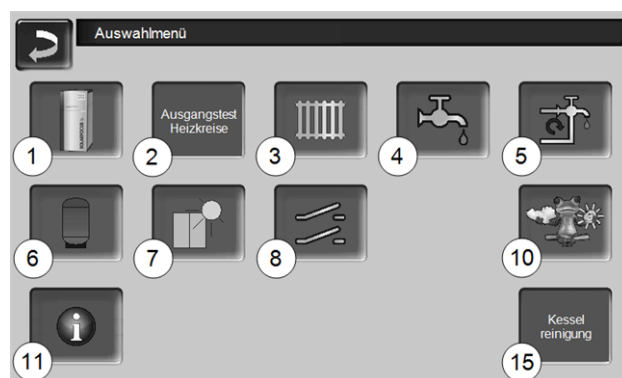 Auswahlmenü
Ausgangstest
Heizkreise
1
2
3
4
5
6
7
8
10
Kessel
reinigung
11
15